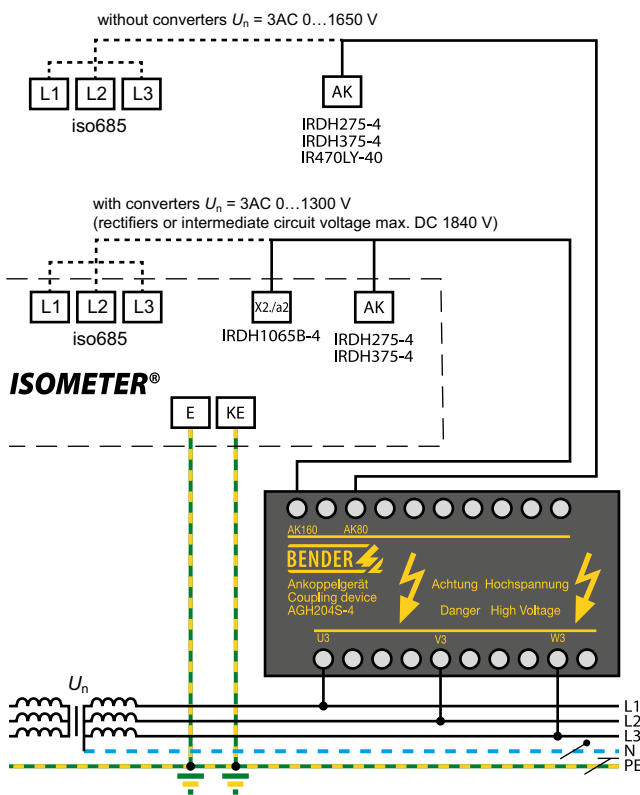 without converters Un = 3AC 0…1650 V
L1 L2 L3
AK
iso685
IRDH275-4
IRDH375-4
IR470LY-40
with converters Un = 3AC 0…1300 V
(rectifiers or intermediate circuit voltage max. DC 1840 V)
L1 L2 L3
X2./a2
AK
iso685
IRDH1065B-4
IRDH275-4
IRDH375-4
ISOMETER®
E
KE
AK160 AK80
BENDER
Ankoppelgerät
Coupling device
AGH204S-4
Achtung Hochspannung
Danger High Voltage
U3 V3 W3
Un
L1
L2
L3
N
PE